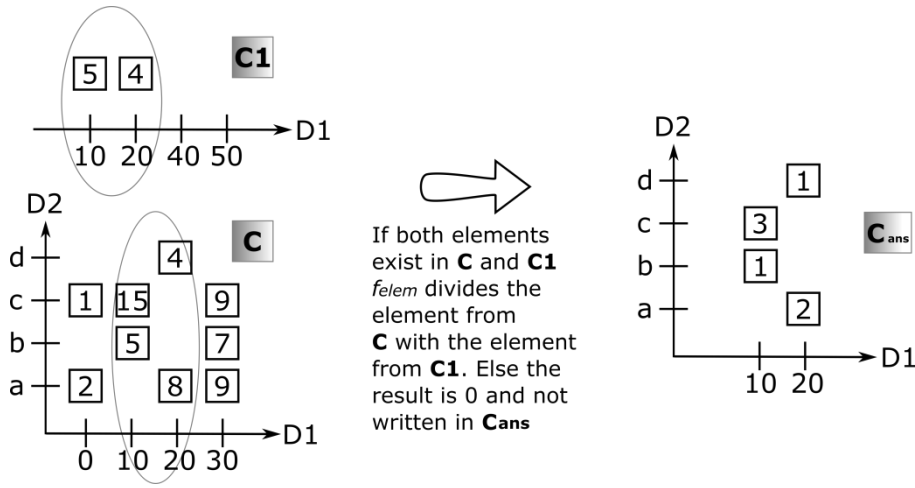 5 4
C1
D1
10 20 40 50
D2
C
d 4
c 1 15 9
b 5 7
a 2 8 9
D1
0 10 20 30
If both elements
exist in C and C1
felem divides the
element from
C with the element
from C1. Else the
result is 0 and not
written in Cans
D2
d 1
c 3
Cans
b 1
a 2
D1
10 20